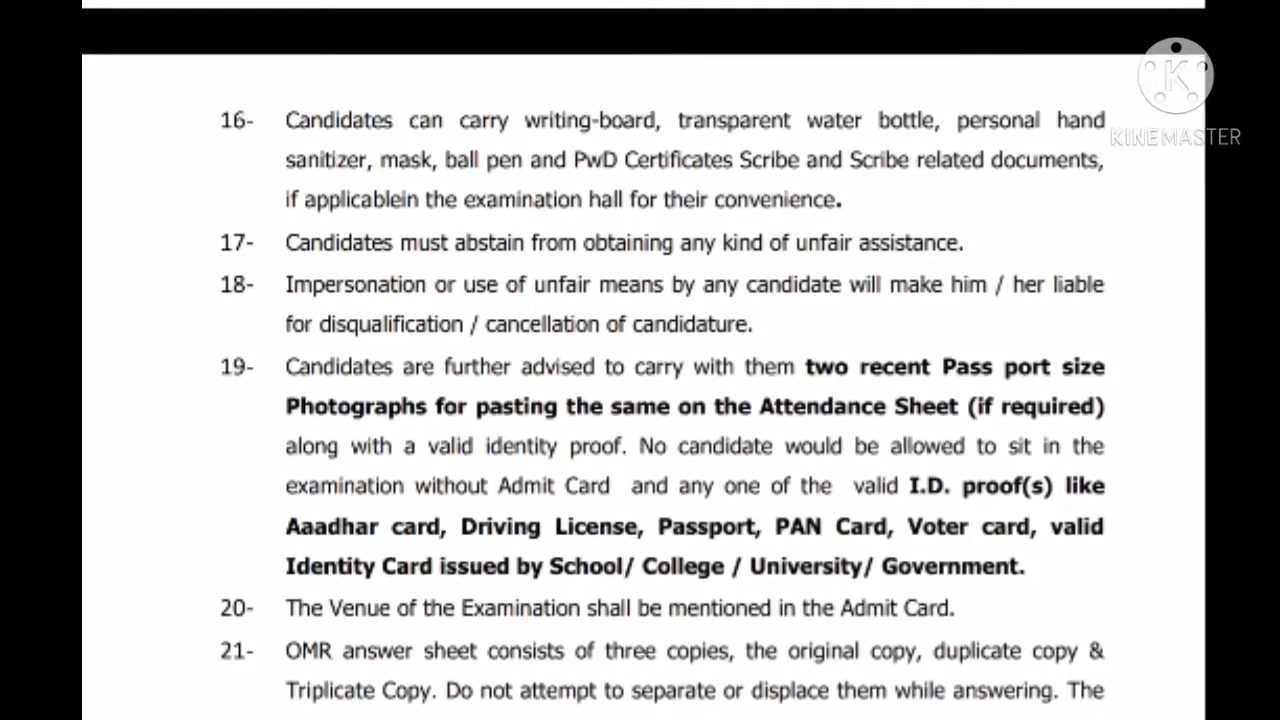 K
KINEMASTER
16- Candidates can carry writing-board, transparent water bottle, personal hand
sanitizer, mask, ball pen and PwD Certificates Scribe and Scribe related documents,
if applicablein the examination hall for their convenience.
17- Candidates must abstain from obtaining any kind of unfair assistance.
18- Impersonation or use of unfair means by any candidate will make him / her liable
for disqualification / cancellation of candidature.
19- Candidates are further advised to carry with them two recent Pass port size
Photographs for pasting the same on the Attendance Sheet (if required)
along with a valid identity proof. No candidate would be allowed to sit in the
examination without Admit Card and any one of the valid I.D. proof(s) like
Aaadhar card, Driving License, Passport, PAN Card, Voter card, valid
Identity Card issued by School/ College / University/ Government.
20- The Venue of the Examination shall be mentioned in the Admit Card.
21- OMR answer sheet consists of three copies, the original copy, duplicate copy &
Triplicate Copy. Do not attempt to separate or displace them while answering. The